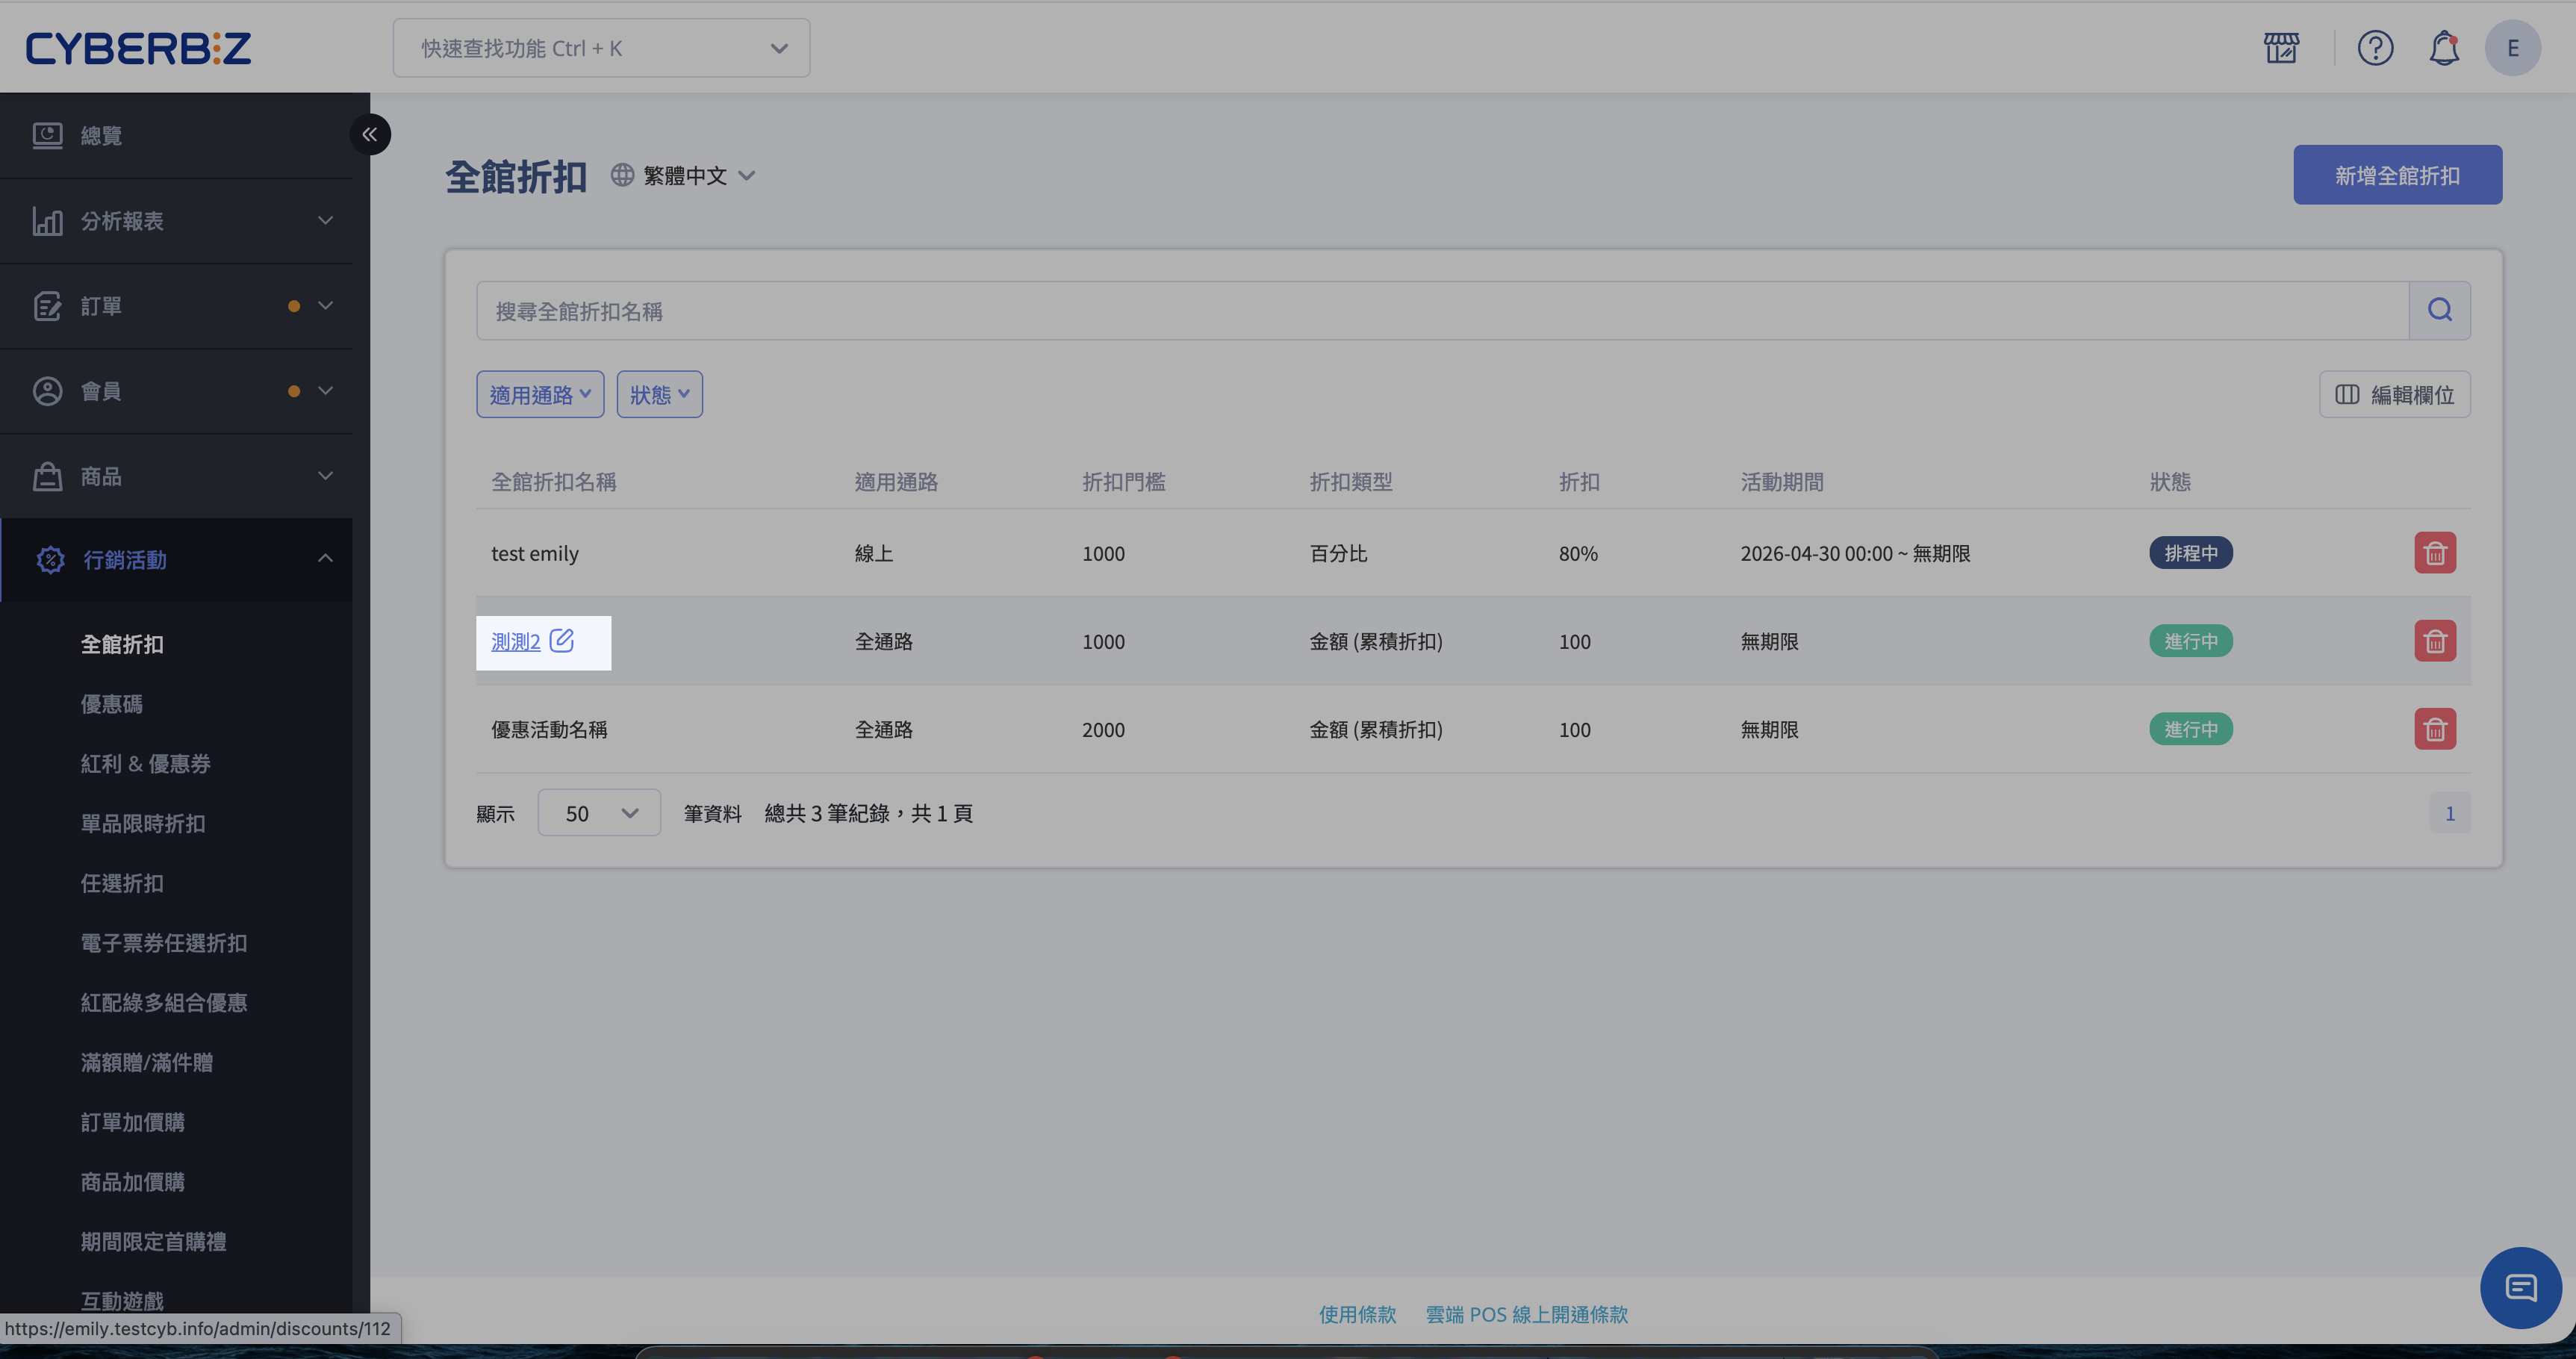 CYBERBIZ
快速查找功能 Ctrl + K
E
總覽
分析報表
訂單
會員
商品
行銷活動
全館折扣
優惠碼
紅利 & 優惠券
單品限時折扣
任選折扣
電子票券任選折扣
紅配綠多組合優惠
滿額贈/滿件贈
訂單加價購
商品加價購
期間限定首購禮
互動遊戲
https://emily.testcyb.info/admin/discounts/112
全館折扣 繁體中文
新增全館折扣
搜尋全館折扣名稱
適用通路 狀態 編輯欄位
全館折扣名稱 適用通路 折扣門檻 折扣類型 折扣 活動期間 狀態
test emily 線上 1000 百分比 80% 2026-04-30 00:00 ~ 無期限 排程中
測測2 全通路 1000 金額 (累積折扣) 100 無期限 進行中
優惠活動名稱 全通路 2000 金額 (累積折扣) 100 無期限 進行中
顯示 50 筆資料 總共 3 筆紀錄，共 1 頁 1
使用條款 雲端 POS 線上開通條款